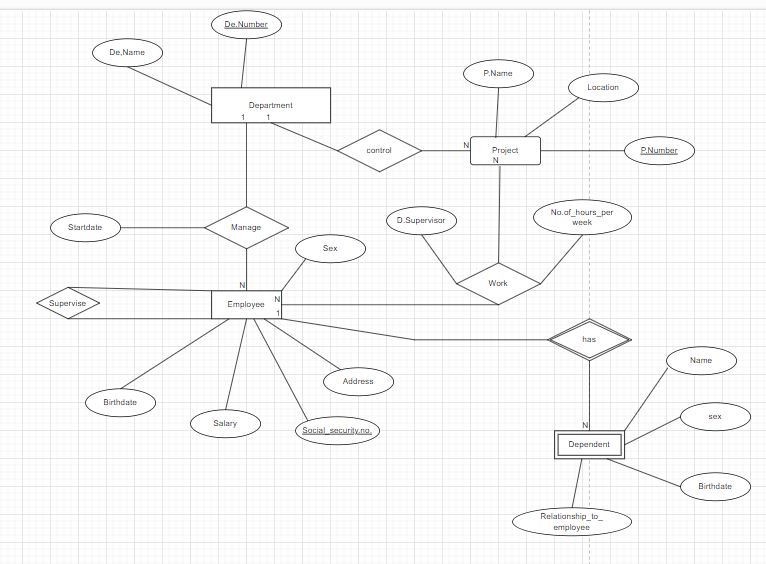 De.Number
De,Name
P.Name
Location
Department
1
1
control
N
Project
N
P.Number
Startdate
Manage
D.Supervisor
No.of_hours_per
week
Sex
N
Supervise
Employee
N
1
Work
has
Name
Birthdate
Salary
Address
Social_security.no.
N
Dependent
sex
Birthdate
Relationship_to_
employee